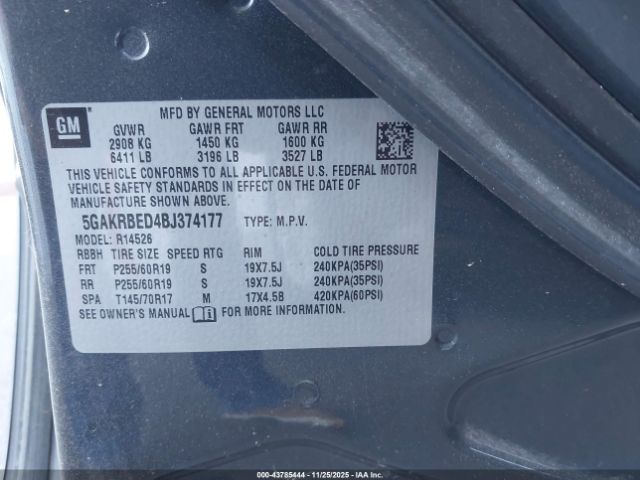 GM
MFD BY GENERAL MOTORS LLC
GVWR GAWR FRT GAWR RR
2908 KG 1450 KG 1600 KG
6411 LB 3196 LB 3527 LB
THIS VEHICLE CONFORMS TO ALL APPLICABLE U.S. FEDERAL MOTOR
VEHICLE SAFETY STANDARDS IN EFFECT ON THE DATE OF
MANUFACTURE SHOWN ABOVE.
5GAKRBED4BJ374177 TYPE: M.P.V.
MODEL: R14526
RBBH TIRE SIZE SPEED RTG RIM COLD TIRE PRESSURE
FRT P255/60R19 S 19X7.5J 240KPA(35PSI)
RR P255/60R19 S 19X7.5J 240KPA(35PSI)
SPA T145/70R17 M 17X4.5B 420KPA(60PSI)
SEE OWNER'S MANUAL FOR MORE INFORMATION.
000-43785444 - 11/25/2025 - IAA, Inc.